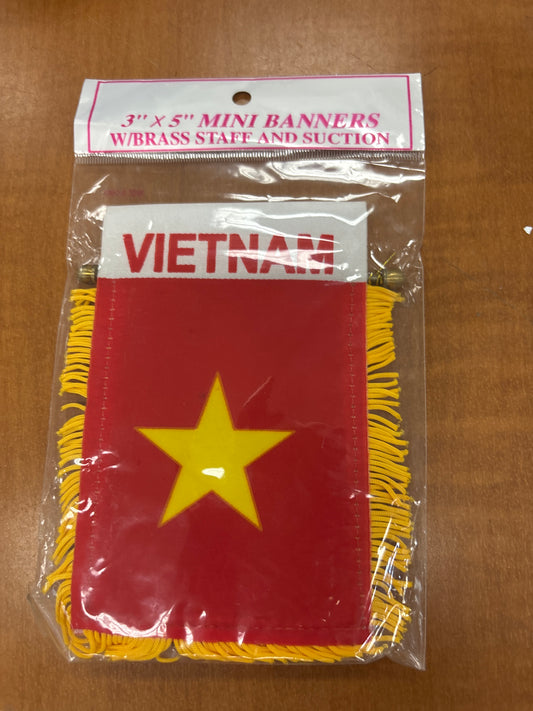 3" x 5" MINI BANNERS
W/BRASS STAFF AND SUCTION
VIETNAM